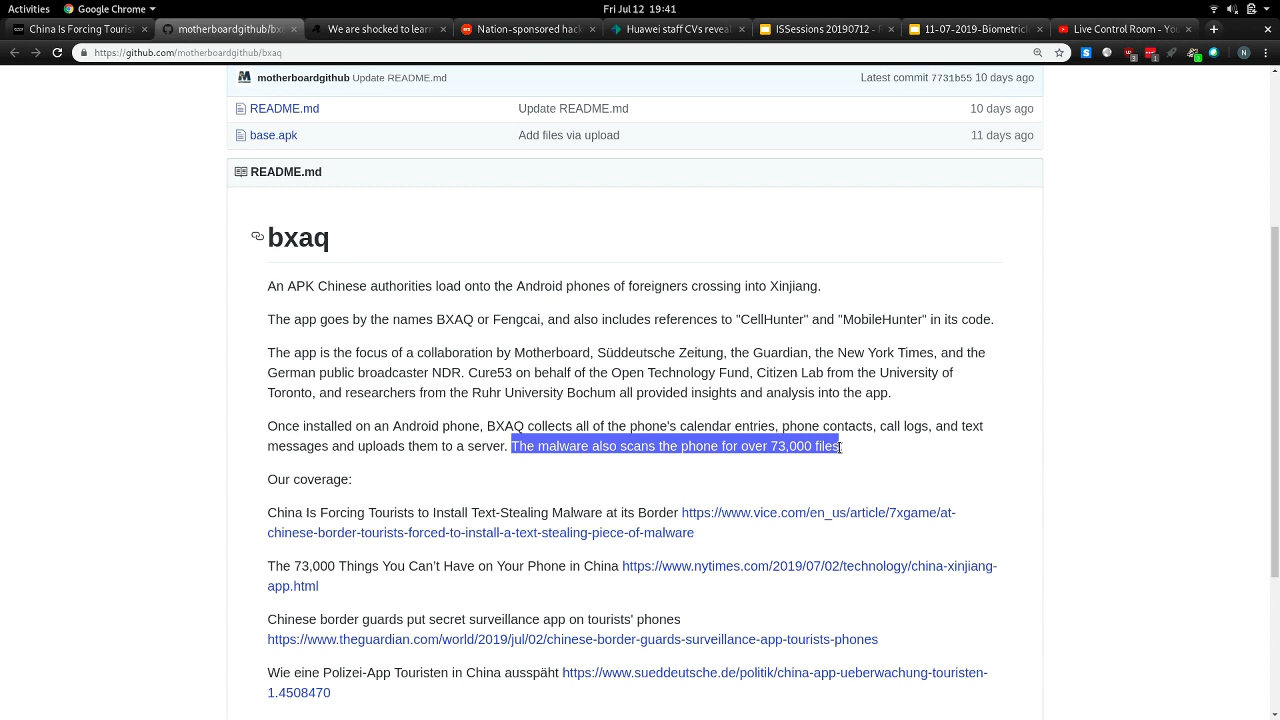 Activities Google Chrome Fri Jul 12 19:41
China Is Forcing Tourist motherboardgithub/bx We are shocked to learn Nation-sponsored hac Huawei staff CVs reveal ISSessions 20190712 - 11-07-2019-Biometric Live Control Room - You
https://github.com/motherboardgithub/bxaq
motherboardgithub Update README.md Latest commit 7731b55 10 days ago
README.md Update README.md 10 days ago
base.apk Add files via upload 11 days ago
README.md
bxaq
An APK Chinese authorities load onto the Android phones of foreigners crossing into Xinjiang.
The app goes by the names BXAQ or Fengcai, and also includes references to "CellHunter" and "MobileHunter" in its code.
The app is the focus of a collaboration by Motherboard, Süddeutsche Zeitung, the Guardian, the New York Times, and the
German public broadcaster NDR. Cure53 on behalf of the Open Technology Fund, Citizen Lab from the University of
Toronto, and researchers from the Ruhr University Bochum all provided insights and analysis into the app.
Once installed on an Android phone, BXAQ collects all of the phone's calendar entries, phone contacts, call logs, and text
messages and uploads them to a server. The malware also scans the phone for over 73,000 files.
Our coverage:
China Is Forcing Tourists to Install Text-Stealing Malware at its Border https://www.vice.com/en_us/article/7xgame/at-
chinese-border-tourists-forced-to-install-a-text-stealing-piece-of-malware
The 73,000 Things You Can't Have on Your Phone in China https://www.nytimes.com/2019/07/02/technology/china-xinjiang-
app.html
Chinese border guards put secret surveillance app on tourists' phones
https://www.theguardian.com/world/2019/jul/02/chinese-border-guards-surveillance-app-tourists-phones
Wie eine Polizei-App Touristen in China ausspäht https://www.sueddeutsche.de/politik/china-app-ueberwachung-touristen-
1.4508470